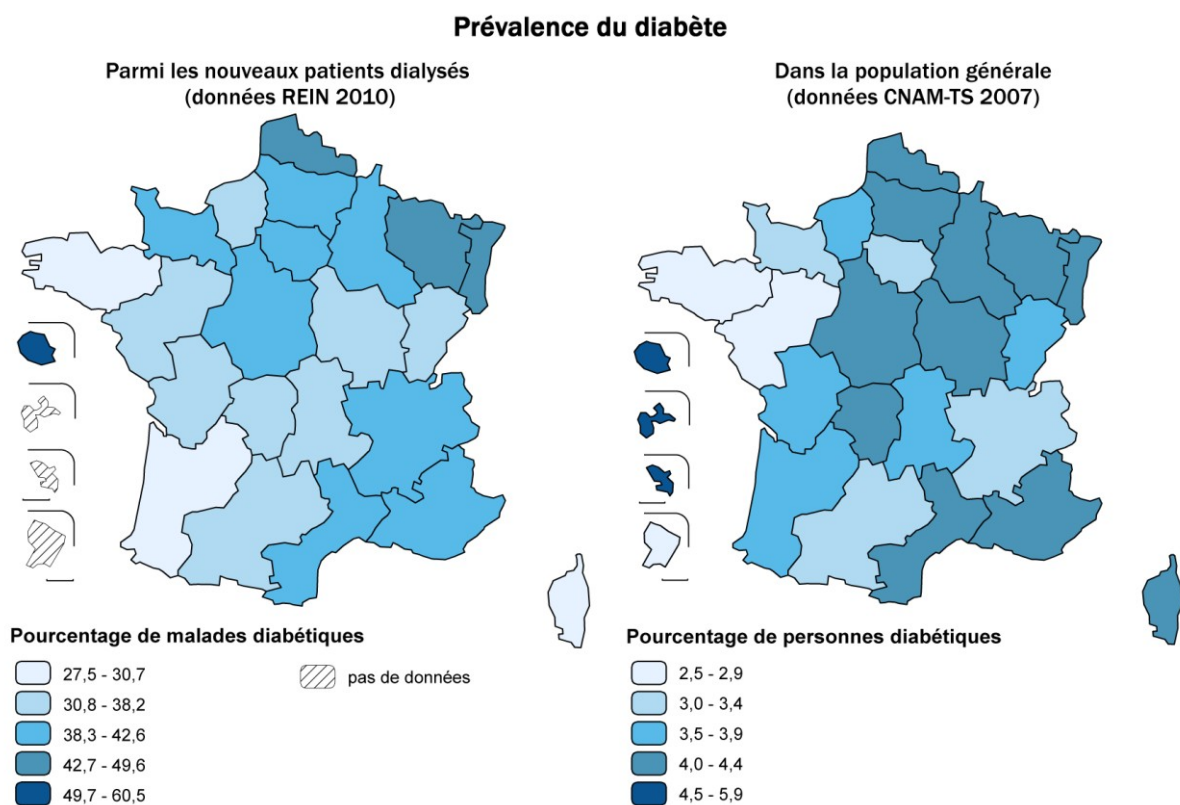 Prévalence du diabète
Parmi les nouveaux patients dialysés
(données REIN 2010)
Dans la population générale
(données CNAM-TS 2007)
Pourcentage de malades diabétiques
27,5 - 30,7
30,8 - 38,2
38,3 - 42,6
42,7 - 49,6
49,7 - 60,5
pas de données
Pourcentage de personnes diabétiques
2,5 - 2,9
3,0 - 3,4
3,5 - 3,9
4,0 - 4,4
4,5 - 5,9